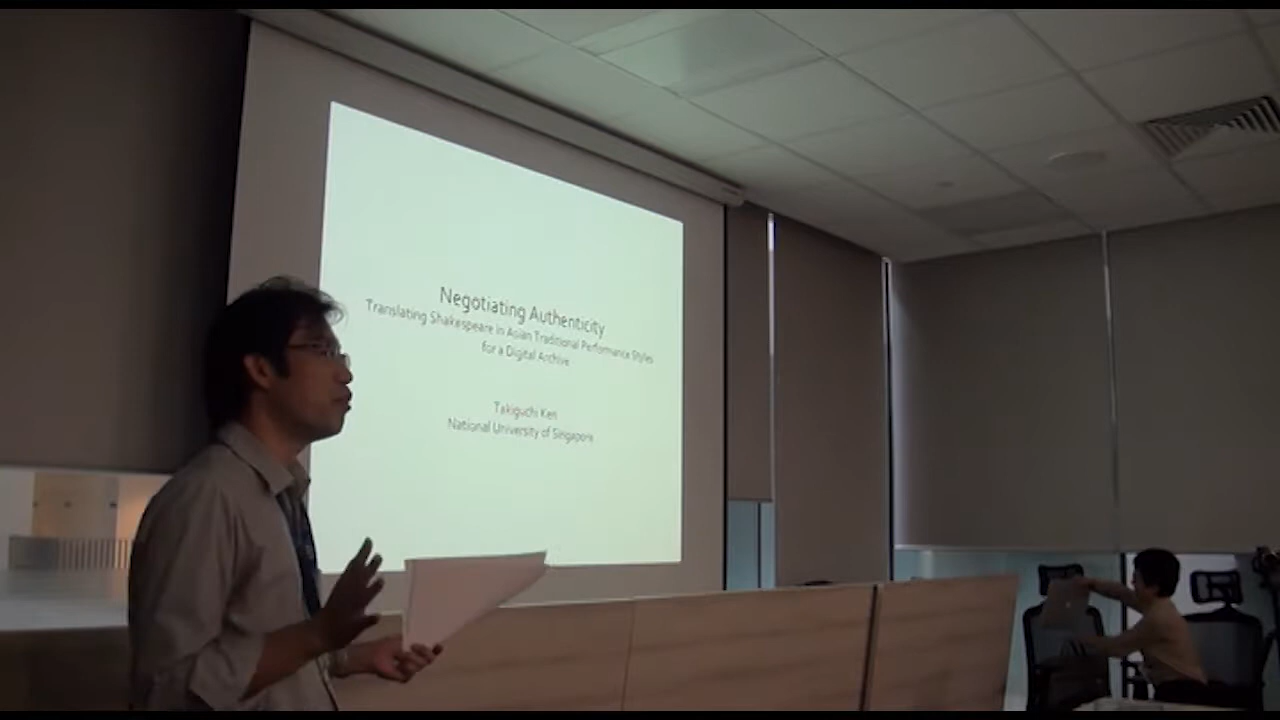 Negotiating Authenticity
Translating Shakespeare in Asian Traditional Performance Styles
for a Digital Archive
Takiguchi Ken
National University of Singapore